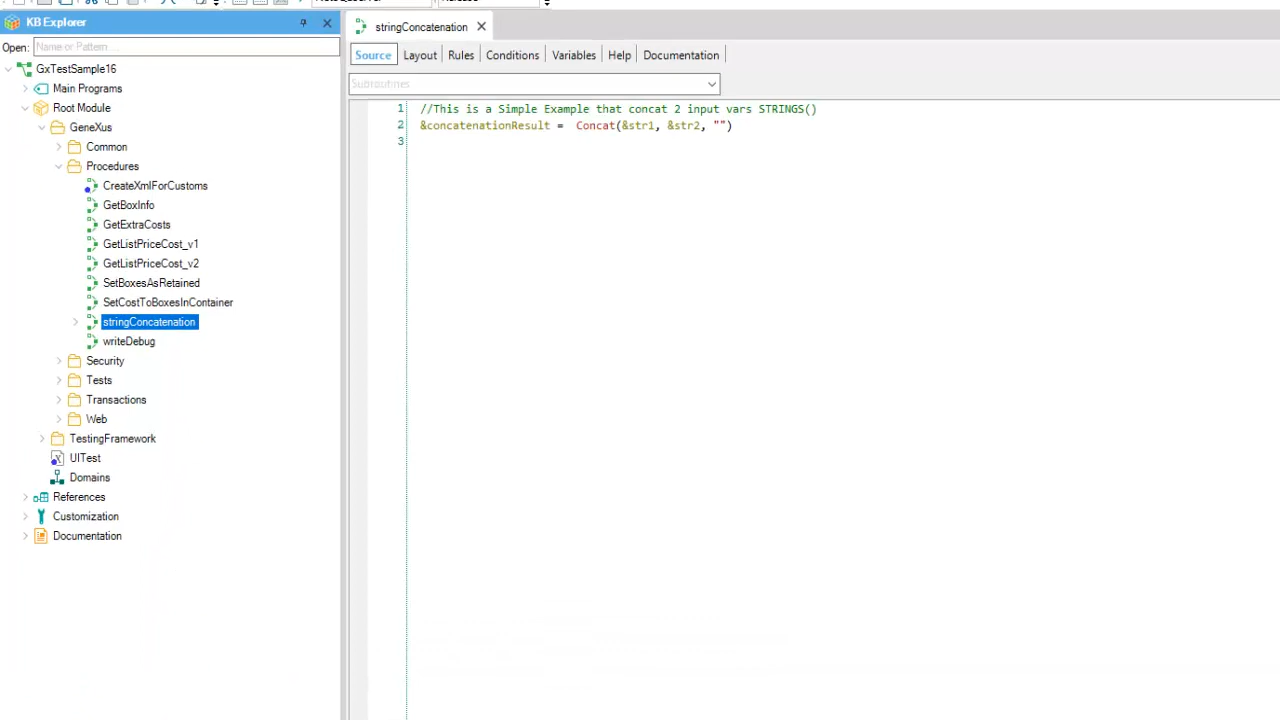 KB Explorer
Open: Name or Pattern...
GxTestSample16
Main Programs
Root Module
GeneXus
Common
Procedures
CreateXmlForCustoms
GetBoxInfo
GetExtraCosts
GetListPriceCost_v1
GetListPriceCost_v2
SetBoxesAsRetained
SetCostToBoxesInContainer
stringConcatenation
writeDebug
Security
Tests
Transactions
Web
TestingFramework
UITest
Domains
References
Customization
Documentation
stringConcatenation
Source Layout Rules Conditions Variables Help Documentation
Subroutines
1 //This is a Simple Example that concat 2 input vars STRINGS()
2 &concatenationResult = Concat(&str1, &str2, "")
3